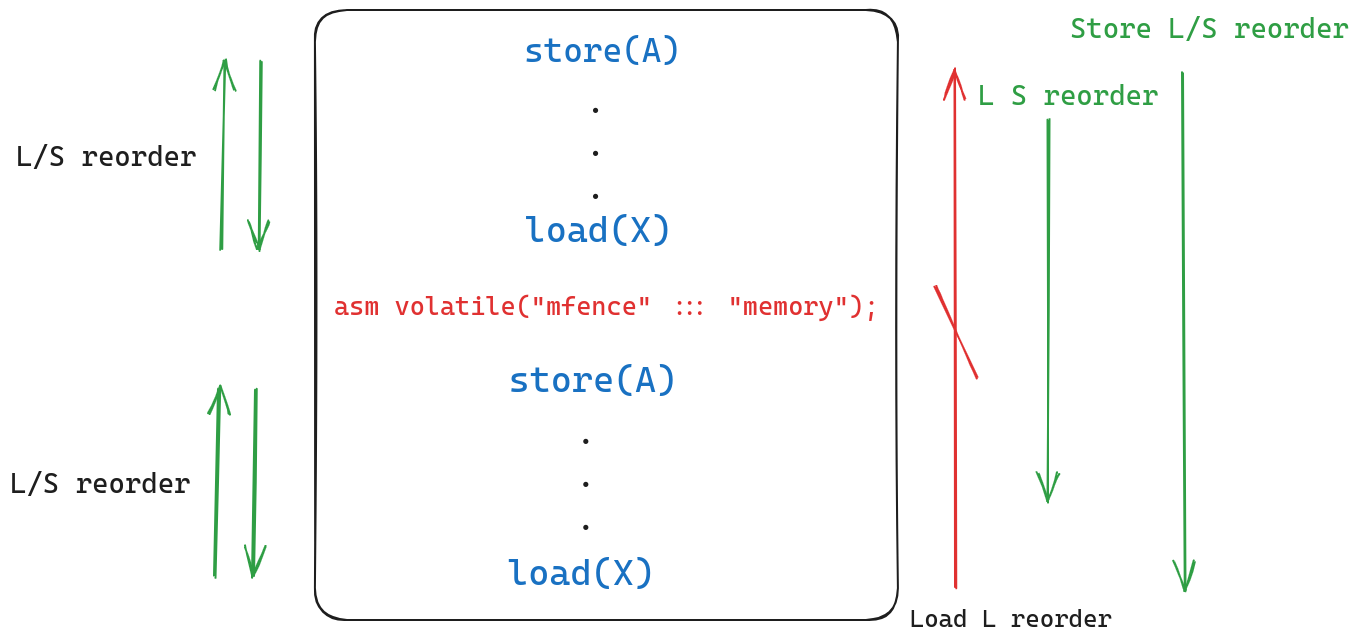 Store L/S reorder
store(A)
L S reorder
L/S reorder
load(X)
asm volatile("mfence" ::: "memory");
store(A)
L/S reorder
load(X)
Load L reorder